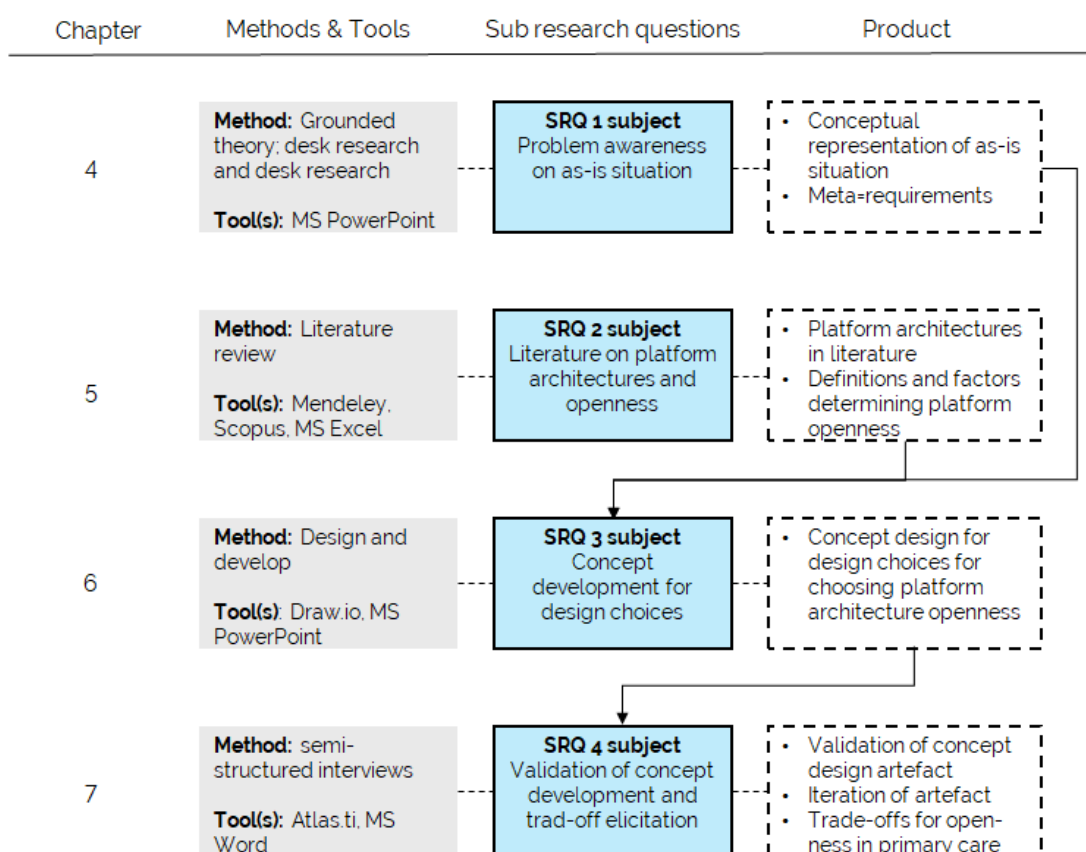 Chapter
Methods & Tools
Sub research questions
Product
4
Method: Grounded
theory; desk research
and desk research
Tool(s): MS PowerPoint
SRQ 1 subject
Problem awareness
on as-is situation
• Conceptual
representation of as-is
situation
• Meta=requirements
5
Method: Literature
review
Tool(s): Mendeley,
Scopus, MS Excel
SRQ 2 subject
Literature on platform
architectures and
openness
• Platform architectures
in literature
• Definitions and factors
determining platform
openness
6
Method: Design and
develop
Tool(s): Draw.io, MS
PowerPoint
SRQ 3 subject
Concept
development for
design choices
• Concept design for
design choices for
choosing platform
architecture openness
7
Method: semi-
structured interviews
Tool(s): Atlas.ti, MS
Word
SRQ 4 subject
Validation of concept
development and
trad-off elicitation
• Validation of concept
design artefact
• Iteration of artefact
• Trade-offs for open-
ness in primary care